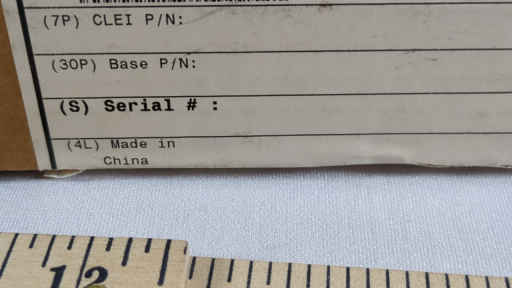 (7P) CLEI P/N:
(30P) Base P/N:
(S) Serial # :
(4L) Made in
China
12